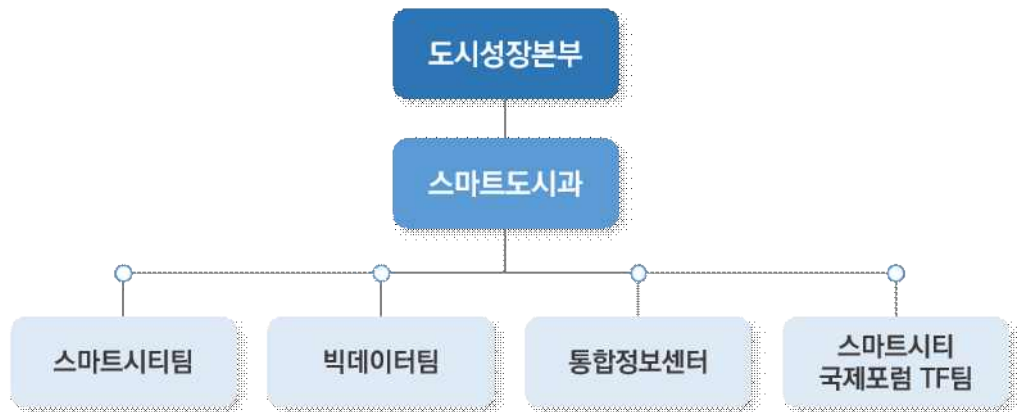 도시성장본부
스마트도시과
스마트시티팀
빅데이터팀
통합정보센터
스마트시티
국제포럼 TF팀